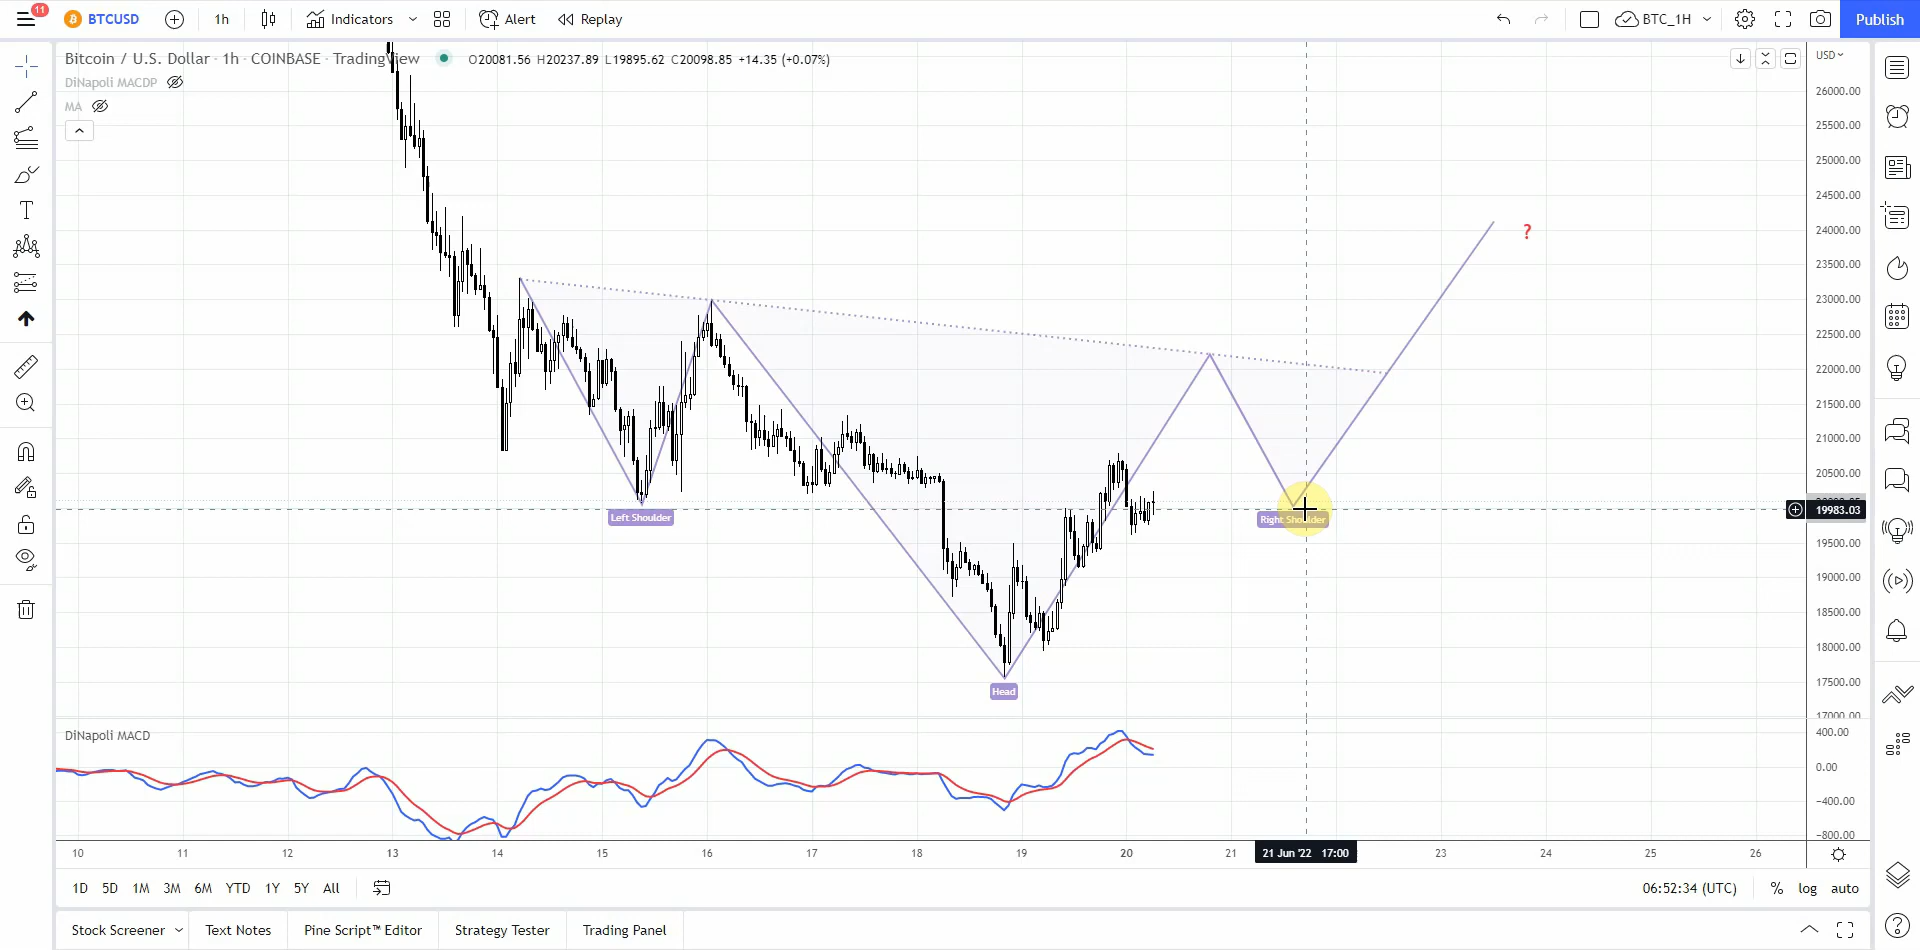 11
BTCUSD
1h
Indicators
Alert
Replay
BTC_1H
Publish
Bitcoin / U.S. Dollar · 1h · COINBASE · TradingView
O20081.56 H20237.89 L19895.62 C20098.85 +14.35 (+0.07%)
USD
DiNapoli MACDP
MA
26000.00
25500.00
25000.00
24500.00
24000.00
?
23500.00
23000.00
22500.00
22000.00
21500.00
21000.00
20500.00
19983.03
Left Shoulder
Right Shoulder
19500.00
19000.00
18500.00
18000.00
17500.00
Head
17000.00
DiNapoli MACD
400.00
0.00
−400.00
−800.00
10 11 12 13 14 15 16 17 18 19 20 21 21 Jun '22 17:00 23 24 25 26
1D 5D 1M 3M 6M YTD 1Y 5Y All
06:52:34 (UTC)
% log auto
Stock Screener
Text Notes
Pine Script™ Editor
Strategy Tester
Trading Panel